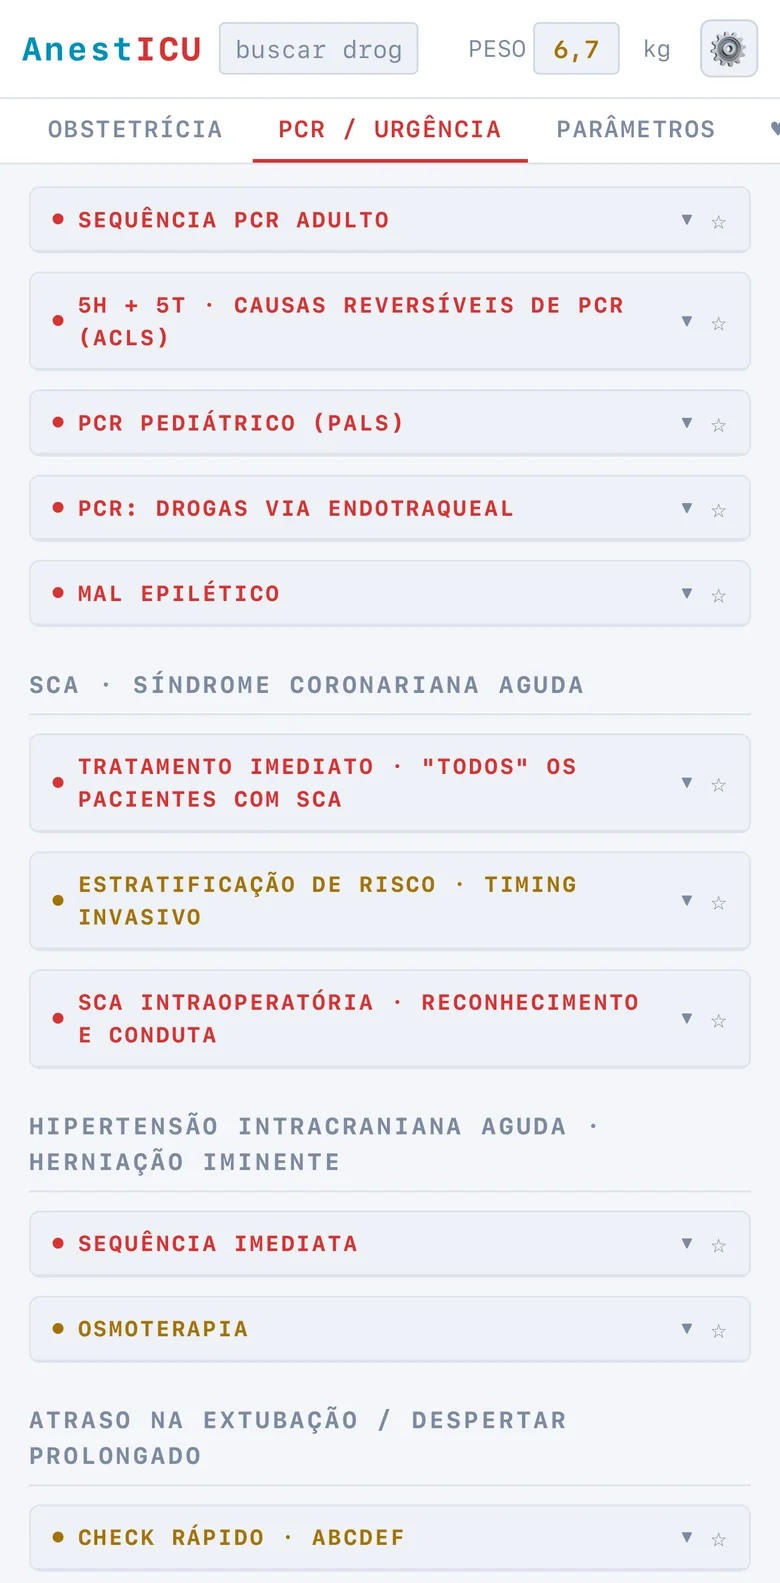 AnestICU buscar drog PESO 6,7 kg
OBSTETRÍCIA PCR / URGÊNCIA PARÂMETROS
SEQUÊNCIA PCR ADULTO
5H + 5T · CAUSAS REVERSÍVEIS DE PCR
(ACLS)
PCR PEDIÁTRICO (PALS)
PCR: DROGAS VIA ENDOTRAQUEAL
MAL EPILÉTICO
SCA · SÍNDROME CORONARIANA AGUDA
TRATAMENTO IMEDIATO · "TODOS" OS
PACIENTES COM SCA
ESTRATIFICAÇÃO DE RISCO · TIMING
INVASIVO
SCA INTRAOPERATÓRIA · RECONHECIMENTO
E CONDUTA
HIPERTENSÃO INTRACRANIANA AGUDA ·
HERNIAÇÃO IMINENTE
SEQUÊNCIA IMEDIATA
OSMOTERAPIA
ATRASO NA EXTUBAÇÃO / DESPERTAR
PROLONGADO
CHECK RÁPIDO · ABCDEF